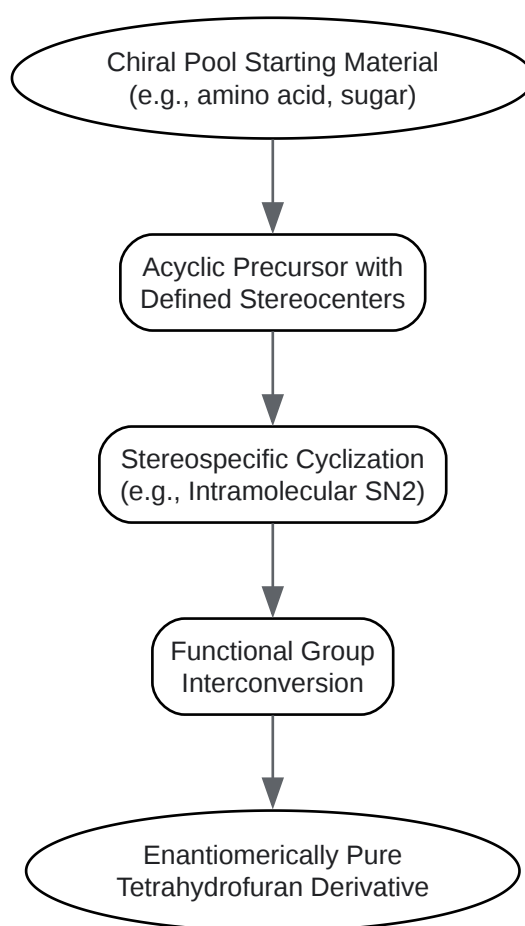 Chiral Pool Starting Material
(e.g., amino acid, sugar)
Acyclic Precursor with
Defined Stereocenters
Stereospecific Cyclization
(e.g., Intramolecular SN2)
Functional Group
Interconversion
Enantiomerically Pure
Tetrahydrofuran Derivative